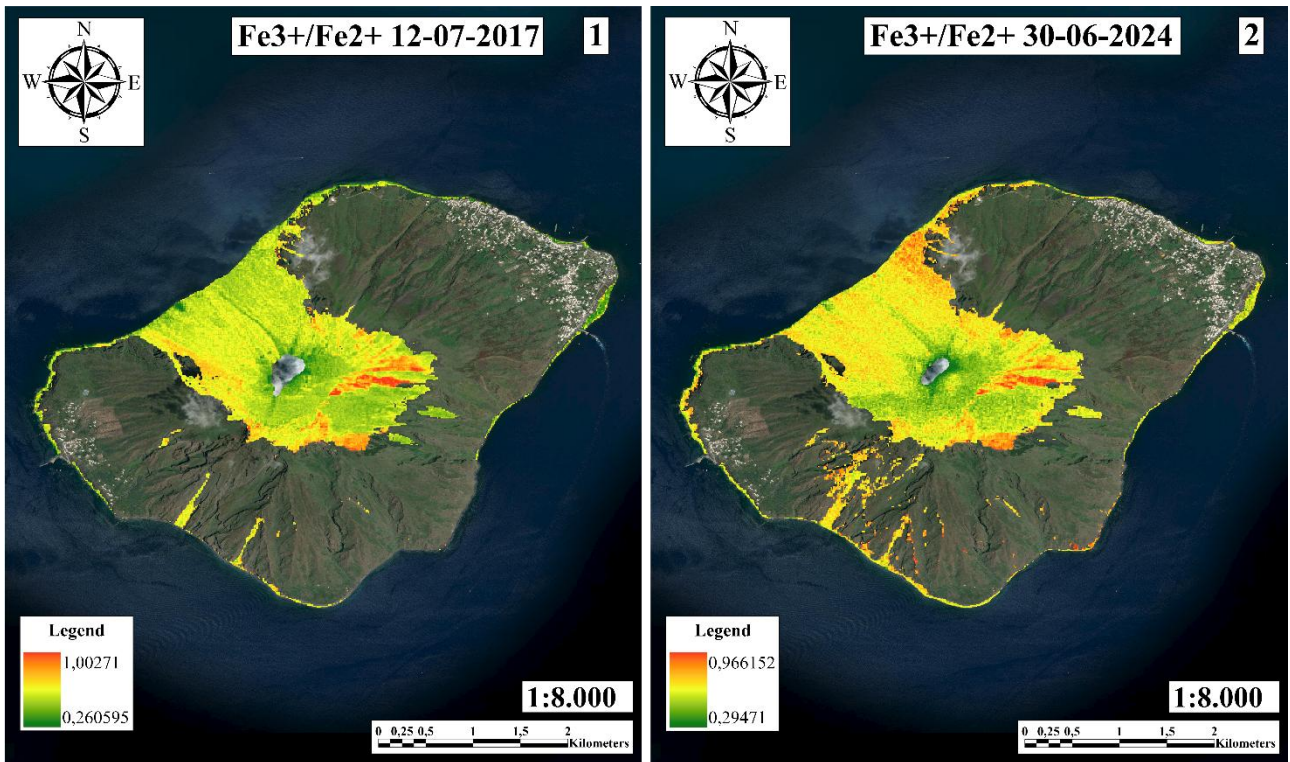 Fe3+/Fe2+ 12-07-2017
1
N
W
E
S
Legend
1,00271
0,260595
1:8.000
0 0,25 0,5 1 1,5 2
Kilometers
Fe3+/Fe2+ 30-06-2024
2
N
W
E
S
Legend
0,966152
0,29471
1:8.000
0 0,25 0,5 1 1,5 2
Kilometers